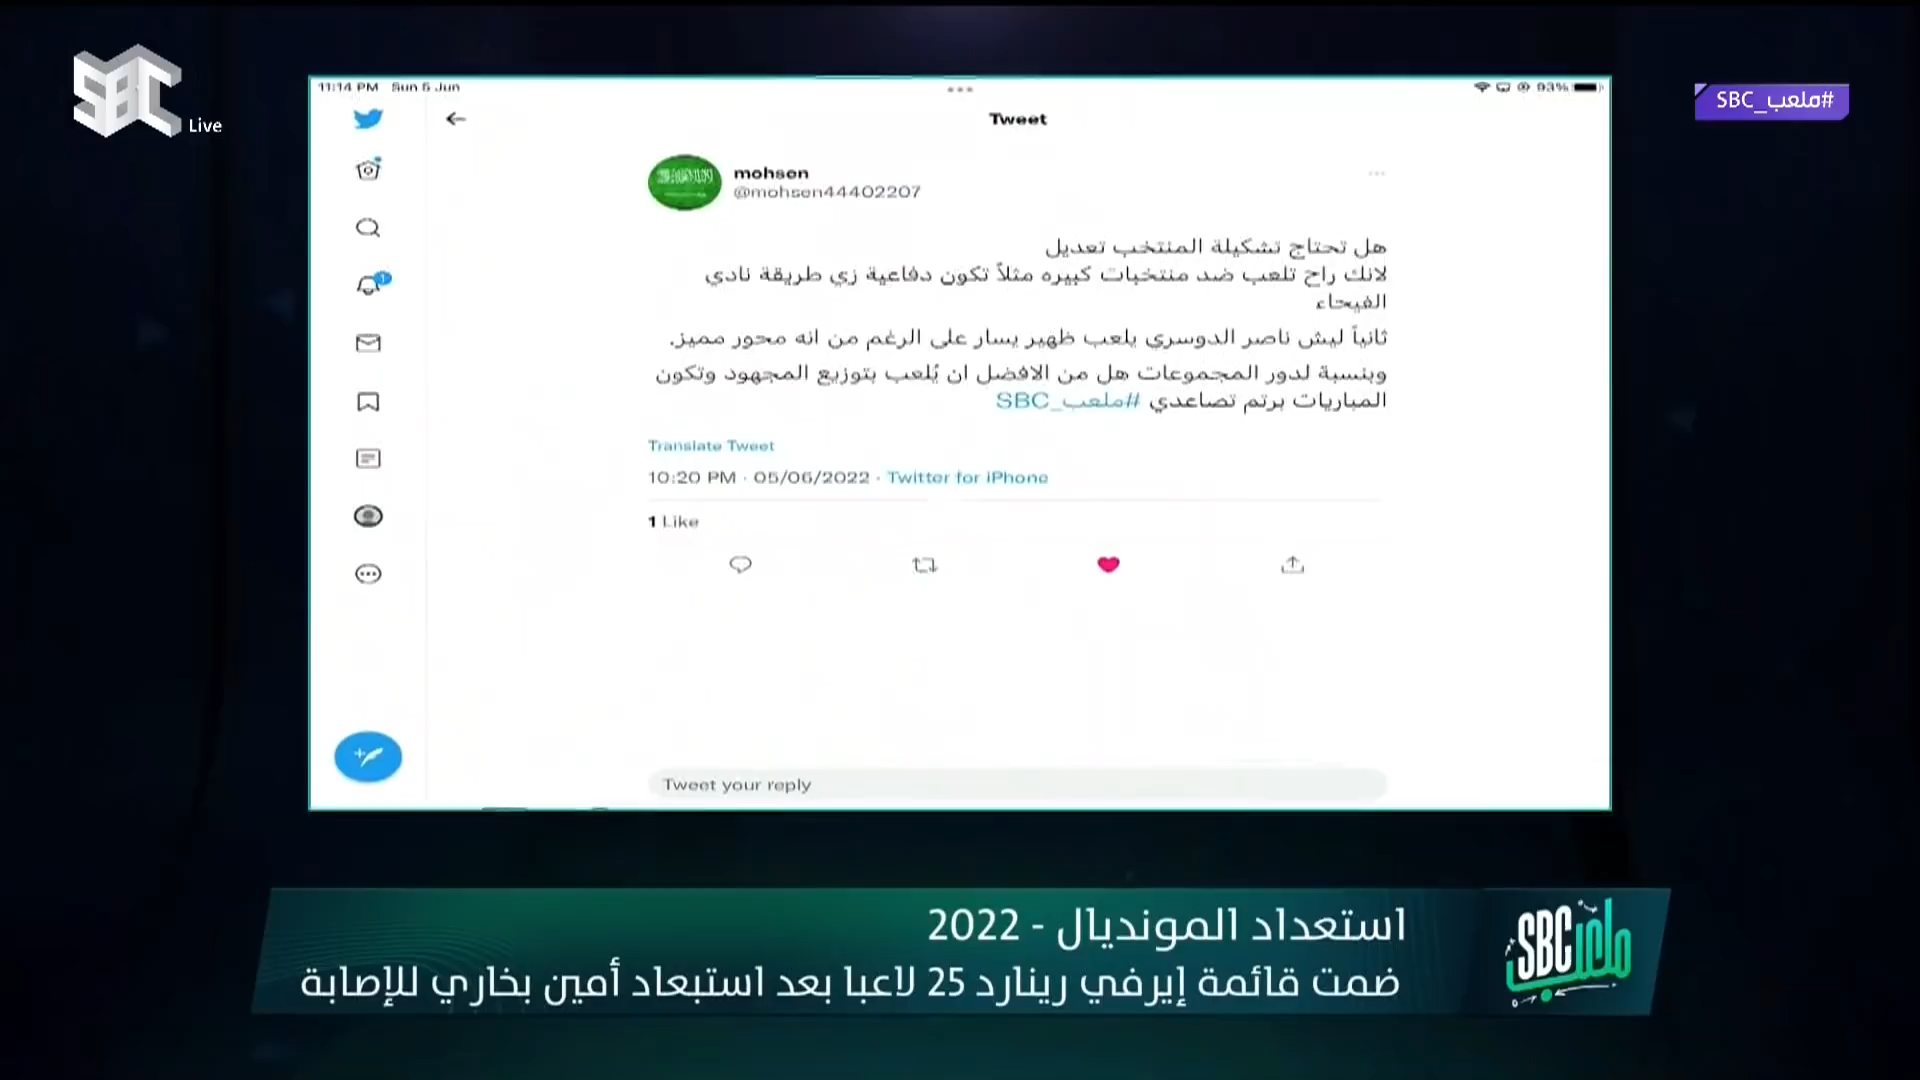 SBC Live
#ملعب_SBC
11:14 PM Sun 5 Jun
93%
Tweet
mohsen
@mohsen44402207
هل تحتاج تشكيلة المنتخب تعديل
لانك راح تلعب ضد منتخبات كبيره مثلاً تكون دفاعية زي طريقة نادي
الفيحاء
ثانياً ليش ناصر الدوسري يلعب ظهير يسار على الرغم من انه محور مميز.
وبنسبة لدور المجموعات هل من الافضل ان يُلعب بتوزيع المجهود وتكون
المباريات برتم تصاعدي #ملعب_SBC
Translate Tweet
10:20 PM · 05/06/2022 · Twitter for iPhone
1 Like
Tweet your reply
استعداد المونديال - 2022
ضمت قائمة إيرفي رينارد 25 لاعبا بعد استبعاد أمين بخاري للإصابة
ملعب SBC